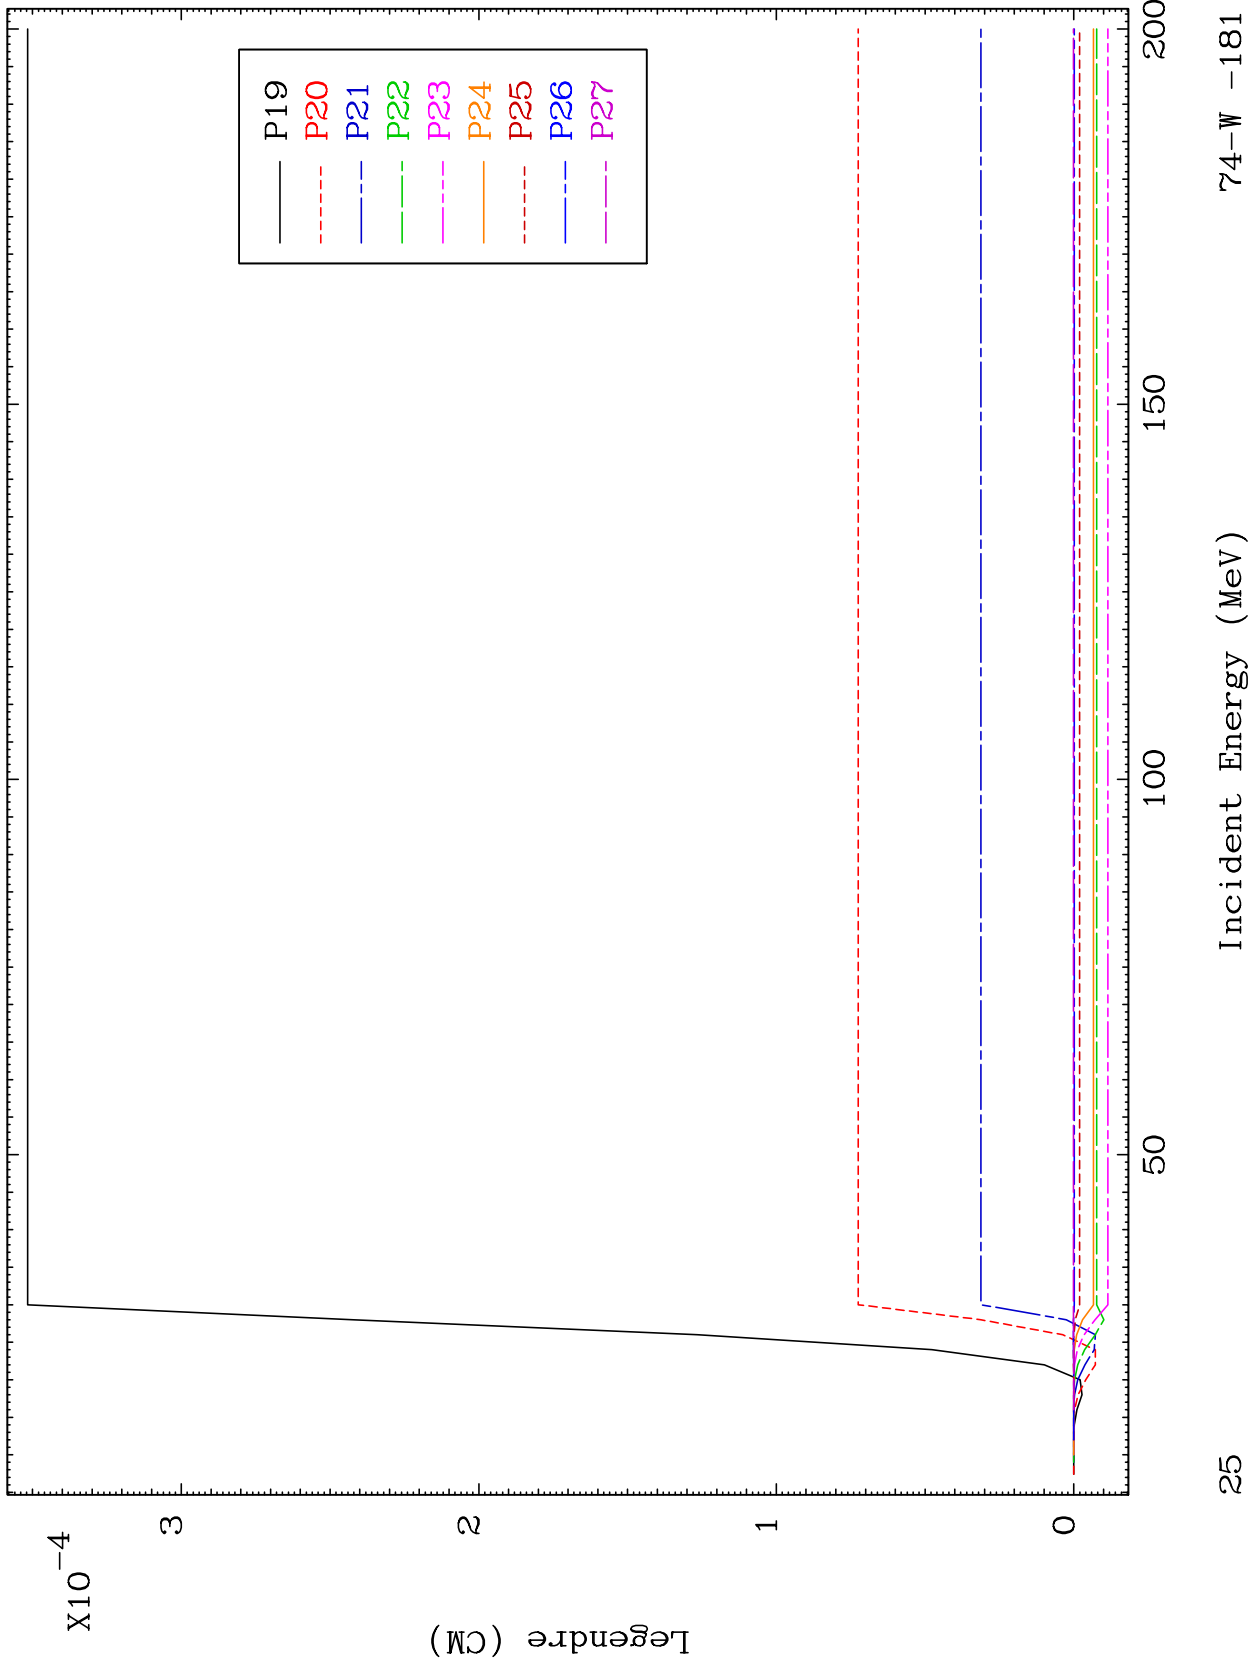 X10-4
3
2
1
0
Legendre (CM)
P19
P20
P21
P22
P23
P24
P25
P26
P27
50
100
150
200
25
Incident Energy (MeV)
74-W -181